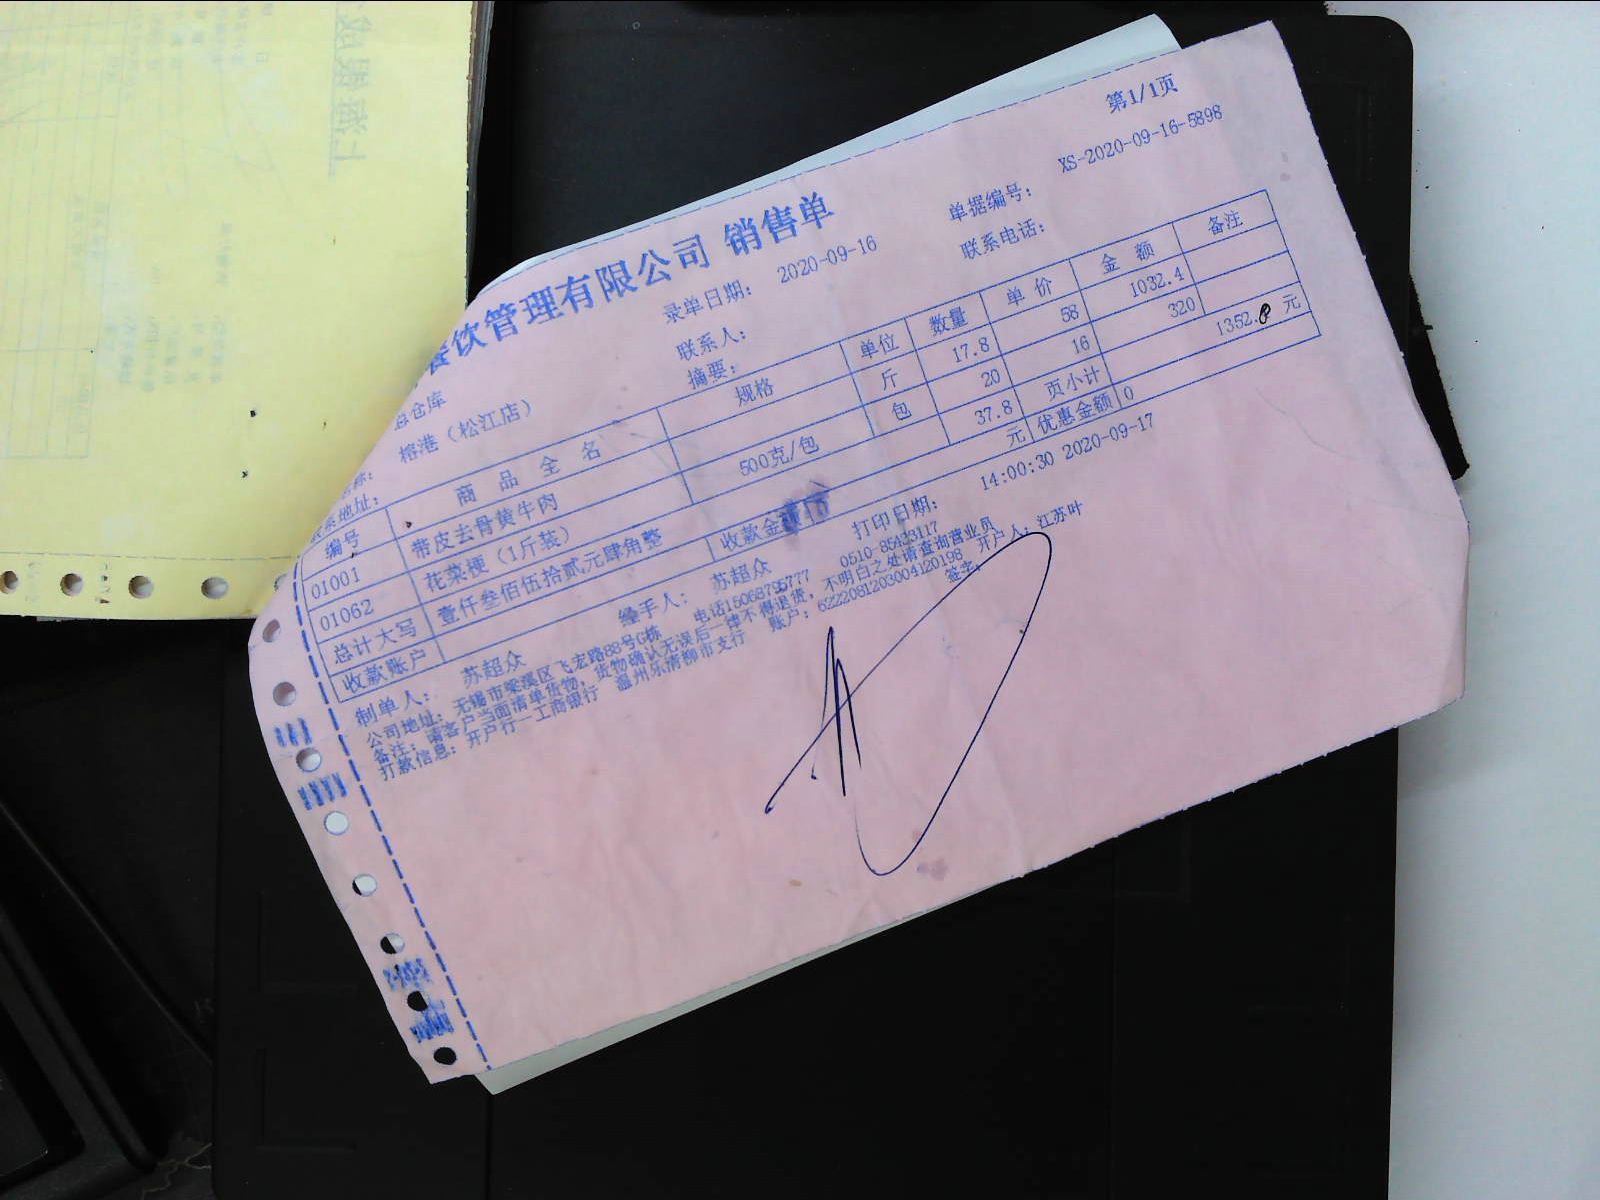 第1/1页
餐饮管理有限公司 销售单
单据编号： XS-2020-09-16-5898
录单日期： 2020-09-16
联系电话：
总仓库
联系人：
榕港（松江店）
摘要：
地址：
编号 商品全名 规格 单位 数量 单价 金额 备注
01001 带皮去骨黄牛肉 斤 17.8 58 1032.4
01062 花菜梗（1斤装） 500克/包 包 20 16 320
总计大写 壹仟叁佰伍拾贰元肆角整 37.8 页小计 1352. 元
收款账户 收款金 元 优惠金额 0
制单人： 苏超众 经手人： 苏超众 打印日期： 14:00:30 2020-09-17
公司地址： 无锡市梁溪区飞宏路88号G栋 电话15068795777 0510-85423117
备注：请客户当面清单货物，货物确认无误后一律不得退货，不明白之处请查询营业员
打款信息：开户行—工商银行 温州乐清柳市支行 账户：6222081203004120198 开户人：江苏叶
签字：